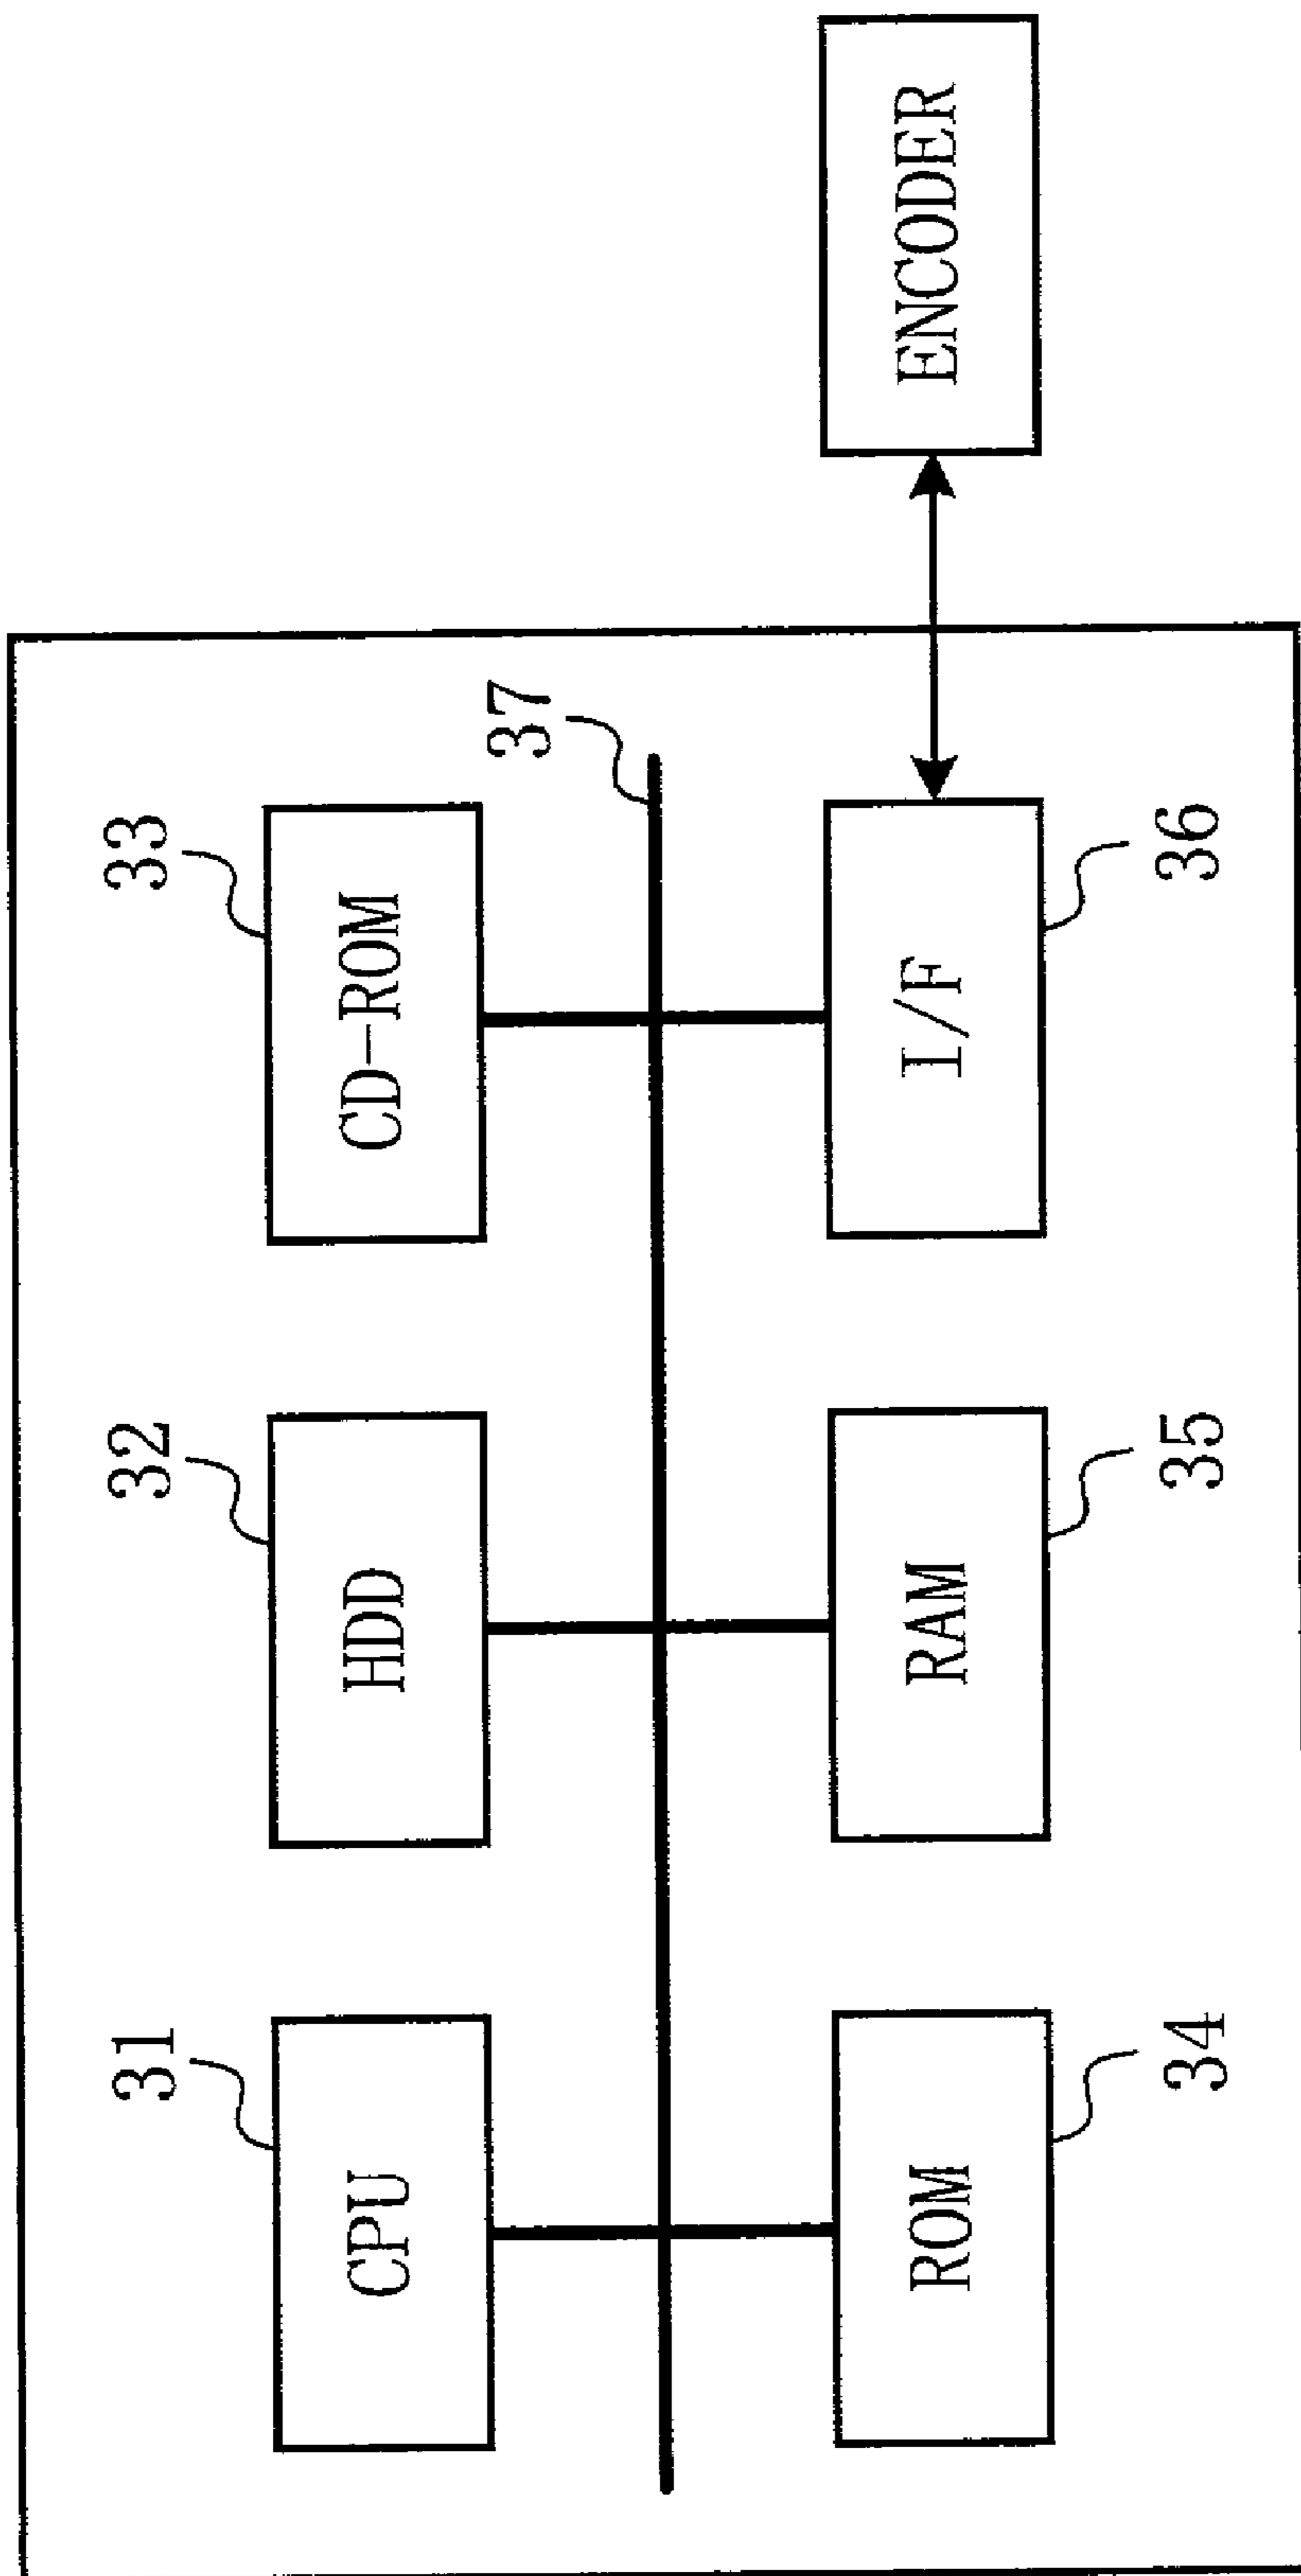 31
32
33
CPU
HDD
CD-ROM
37
ROM
RAM
I/F
ENCODER
34
35
36